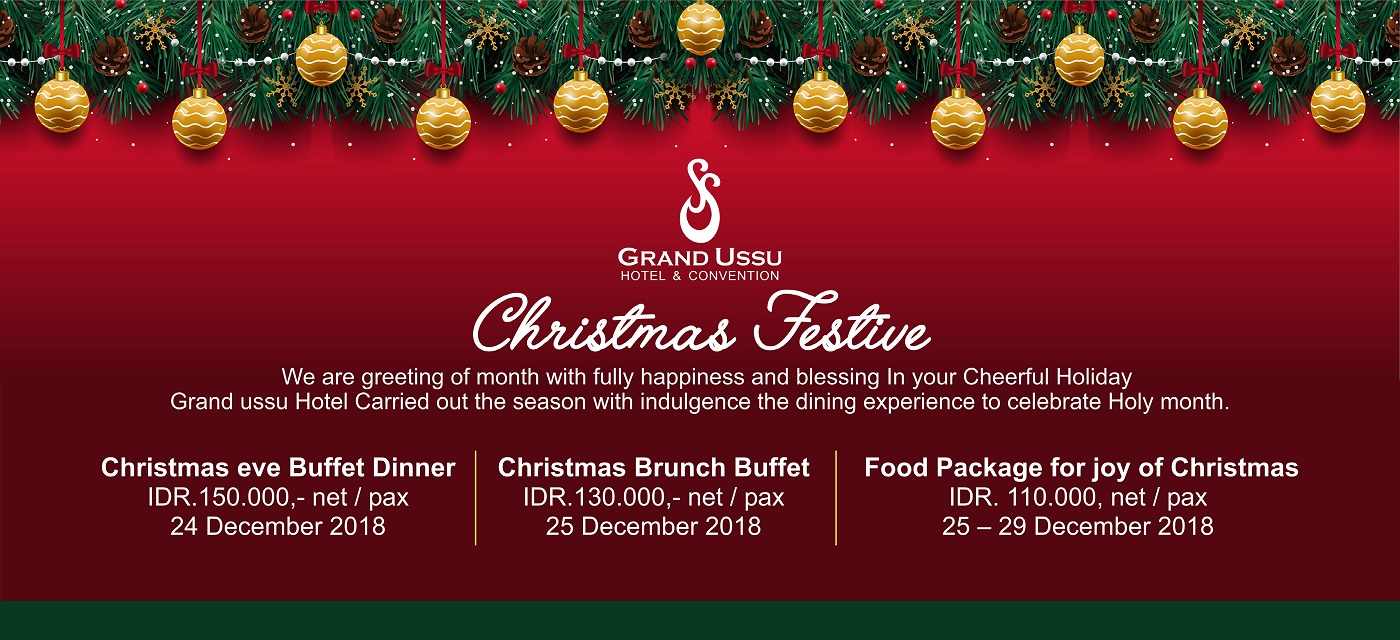 GRAND USSU
HOTEL & CONVENTION
Christmas Festive
We are greeting of month with fully happiness and blessing In your Cheerful Holiday
Grand ussu Hotel Carried out the season with indulgence the dining experience to celebrate Holy month.
Christmas eve Buffet Dinner
IDR.150.000,- net / pax
24 December 2018
Christmas Brunch Buffet
IDR.130.000,- net / pax
25 December 2018
Food Package for joy of Christmas
IDR. 110.000, net / pax
25 – 29 December 2018